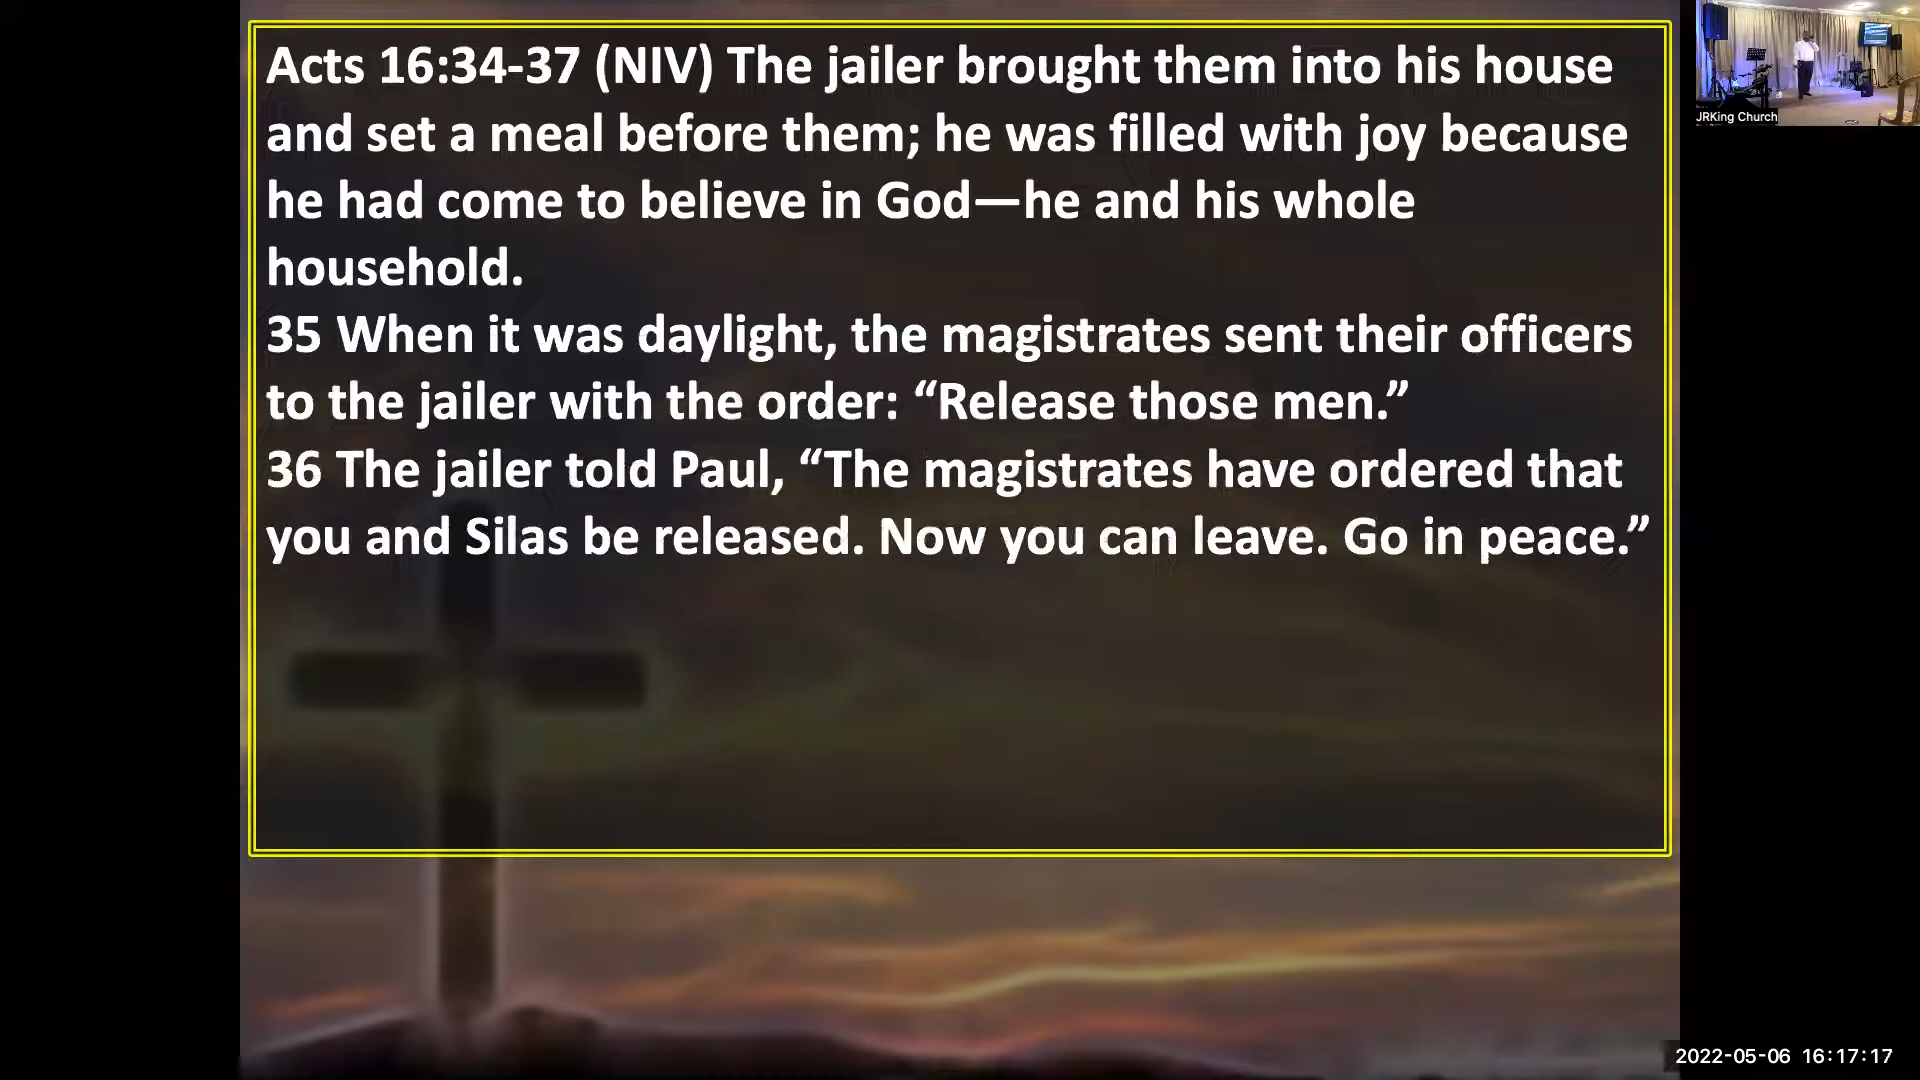 Acts 16:34-37 (NIV) The jailer brought them into his house
and set a meal before them; he was filled with joy because
he had come to believe in God—he and his whole
household.
35 When it was daylight, the magistrates sent their officers
to the jailer with the order: “Release those men.”
36 The jailer told Paul, “The magistrates have ordered that
you and Silas be released. Now you can leave. Go in peace.”
JRKing Church
2022-05-06 16:17:17